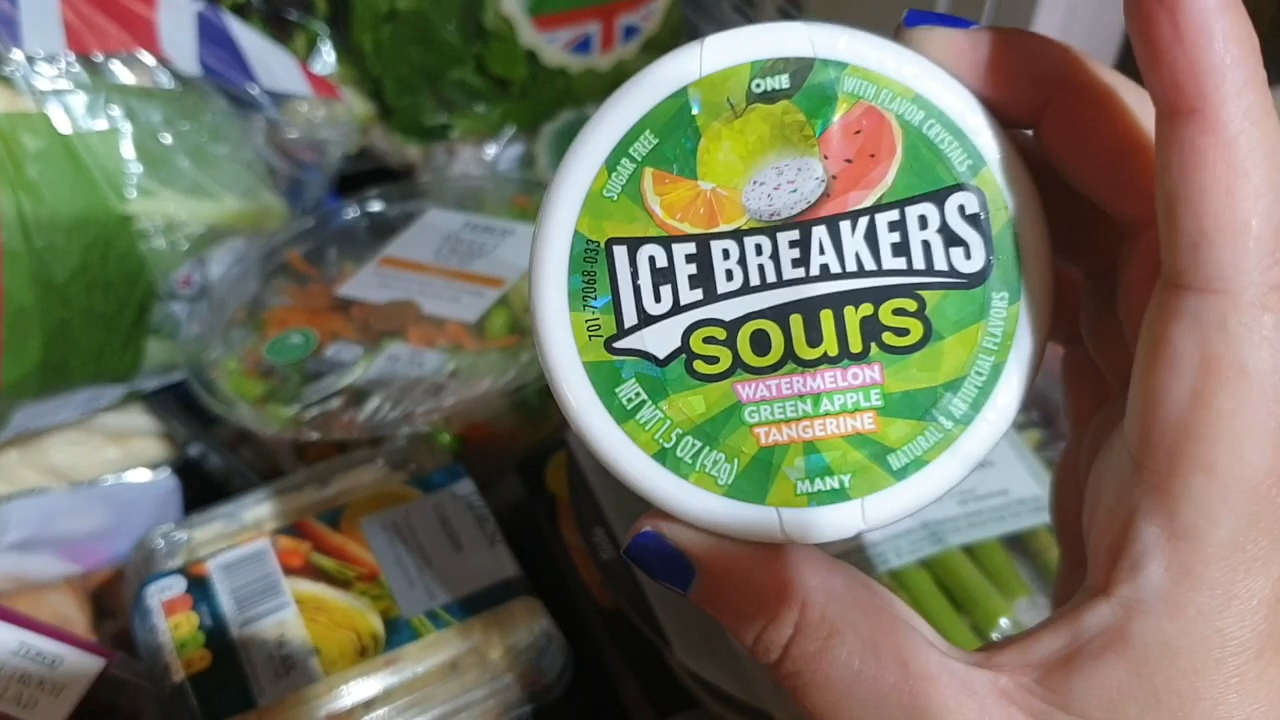 ONE
SUGAR FREE
WITH FLAVOR CRYSTALS
ICE BREAKERS
sours
701-72068-033
WATERMELON
GREEN APPLE
TANGERINE
NET WT 1.5 OZ (42g)
NATURAL & ARTIFICIAL FLAVORS
MANY